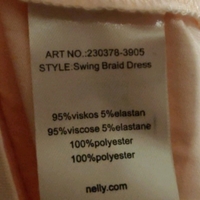 ART NO.:230378-3905
STYLE:Swing Braid Dress
95%viskos 5%elastan
95%viscose 5%elastane
100%polyester
100%polyester
nelly.com